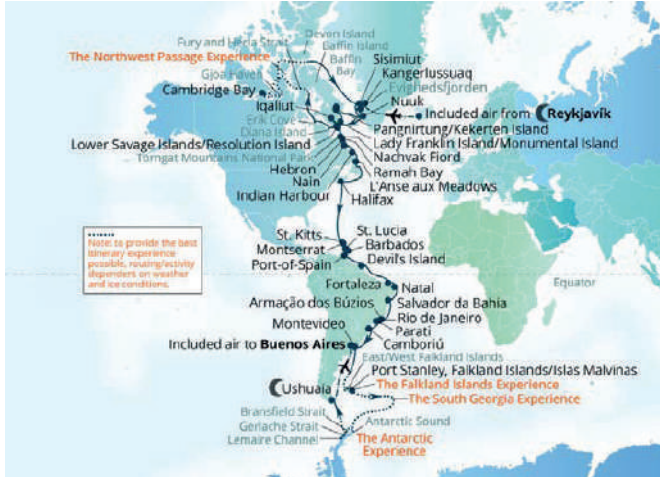 Devon Island
Fury and Hecla Strait
Baffin Island
The Northwest Passage Experience
Baffin
Bay
Sisimiut
Kangerlussuaq
Gjoa Haven
Evighedsfjorden
Cambridge Bay
Nuuk
Iqaliut
Included air from Reykjavik
Erik Cove
Pangnirtung/Kekerten Island
Diana Island
Lady Franklin Island/Monumental Island
Lower Savage Islands/Resolution Island
Nachvak Fiord
Torngat Mountains National Park
Ramah Bay
Hebron
L'Anse aux Meadows
Nain
Indian Harbour
Halifax
Note: to provide the best
itinerary experience
possible, routing/activity
dependent on weather
and ice conditions.
St. Kitts
St. Lucia
Montserrat
Barbados
Port-of-Spain
Devil's Island
Fortaleza
Natal
Equator
Armação dos Búzios
Salvador da Bahia
Montevideo
Rio de Janeiro
Parati
Included air to Buenos Aires
Camboriú
East/West Falkland Islands
Port Stanley, Falkland Islands/Islas Malvinas
Ushuaia
The Falkland Islands Experience
The South Georgia Experience
Bransfield Strait
Gerlache Strait
Antarctic Sound
Lemaire Channel
The Antarctic
Experience